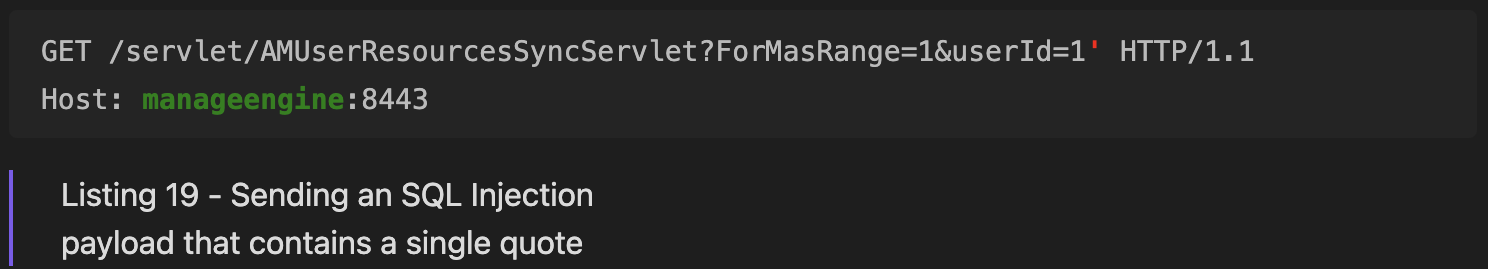 GET /servlet/AMUserResourcesSyncServlet?ForMasRange=1&userId=1' HTTP/1.1
Host: manageengine:8443
Listing 19 - Sending an SQL Injection
payload that contains a single quote